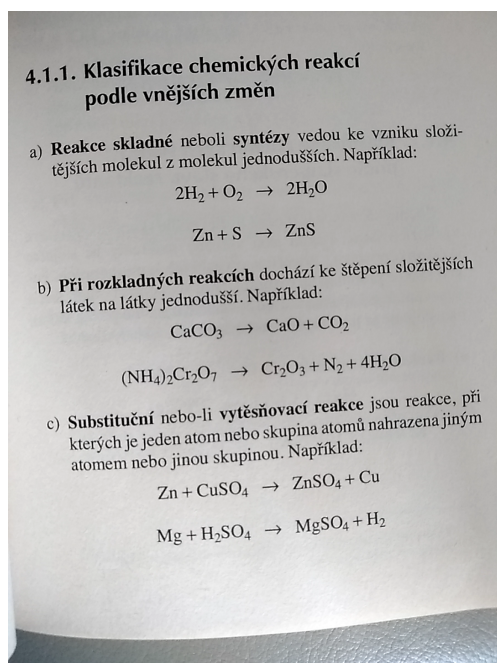 4.1.1. Klasifikace chemických reakcí
podle vnějších změn
a) Reakce skladné neboli syntézy vedou ke vzniku složi-
tějších molekul z molekul jednodušších. Například:
2H₂ + O₂ → 2H₂O
Zn + S → ZnS
b) Při rozkladných reakcích dochází ke štěpení složitějších
látek na látky jednodušší. Například:
CaCO₃ → CaO + CO₂
(NH₄)₂Cr₂O₇ → Cr₂O₃ + N₂ + 4H₂O
c) Substituční nebo-li vytěsňovací reakce jsou reakce, při
kterých je jeden atom nebo skupina atomů nahrazena jiným
atomem nebo jinou skupinou. Například:
Zn + CuSO₄ → ZnSO₄ + Cu
Mg + H₂SO₄ → MgSO₄ + H₂